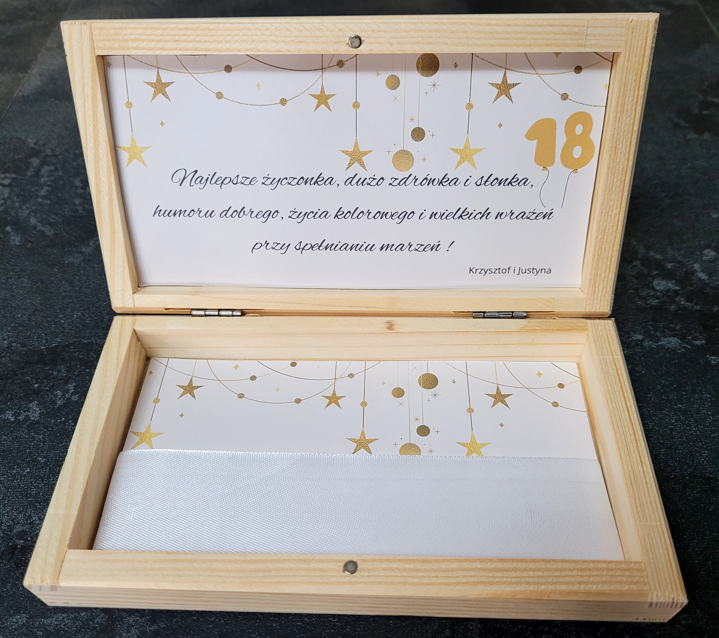 18
Najlepsze życzonka, dużo zdrówka i słonka,
humoru dobrego, życia kolorowego i wielkich wrażeń
przy spełnianiu marzeń !
Krzysztof i Justyna